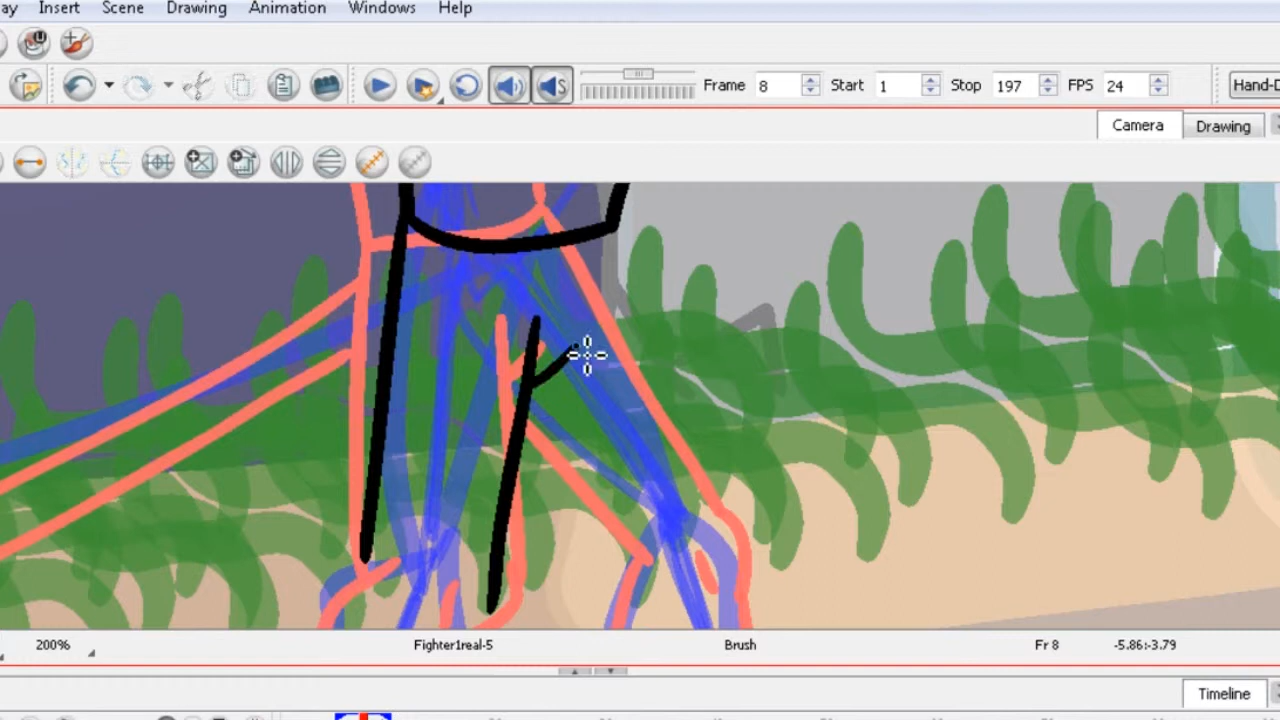 ay Insert Scene Drawing Animation Windows Help
Frame 8 Start 1 Stop 197 FPS 24 Hand-D
Camera Drawing
200% Fighter1real-5 Brush Fr 8 -5.86:-3.79
Timeline